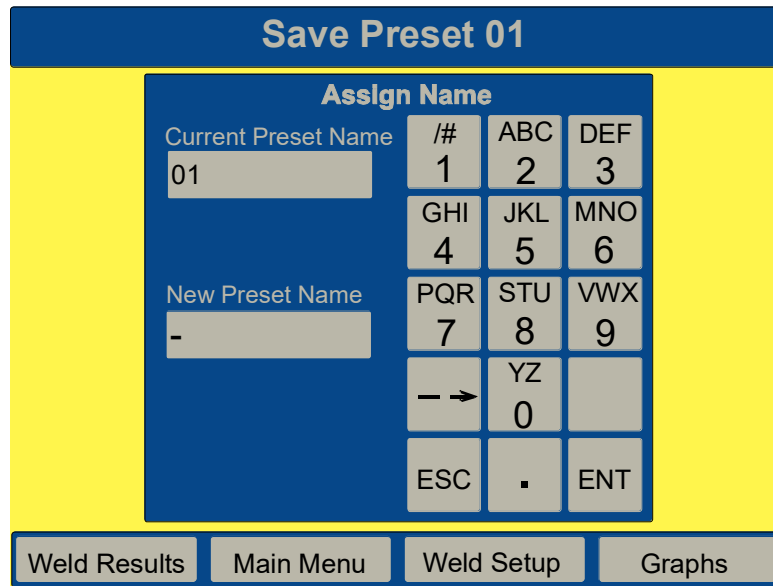 Save Preset 01
Assign Name
Current Preset Name
01
New Preset Name
-
/# ABC DEF
1 2 3
GHI JKL MNO
4 5 6
PQR STU VWX
7 8 9
YZ
0
ESC . ENT
Weld Results Main Menu Weld Setup Graphs